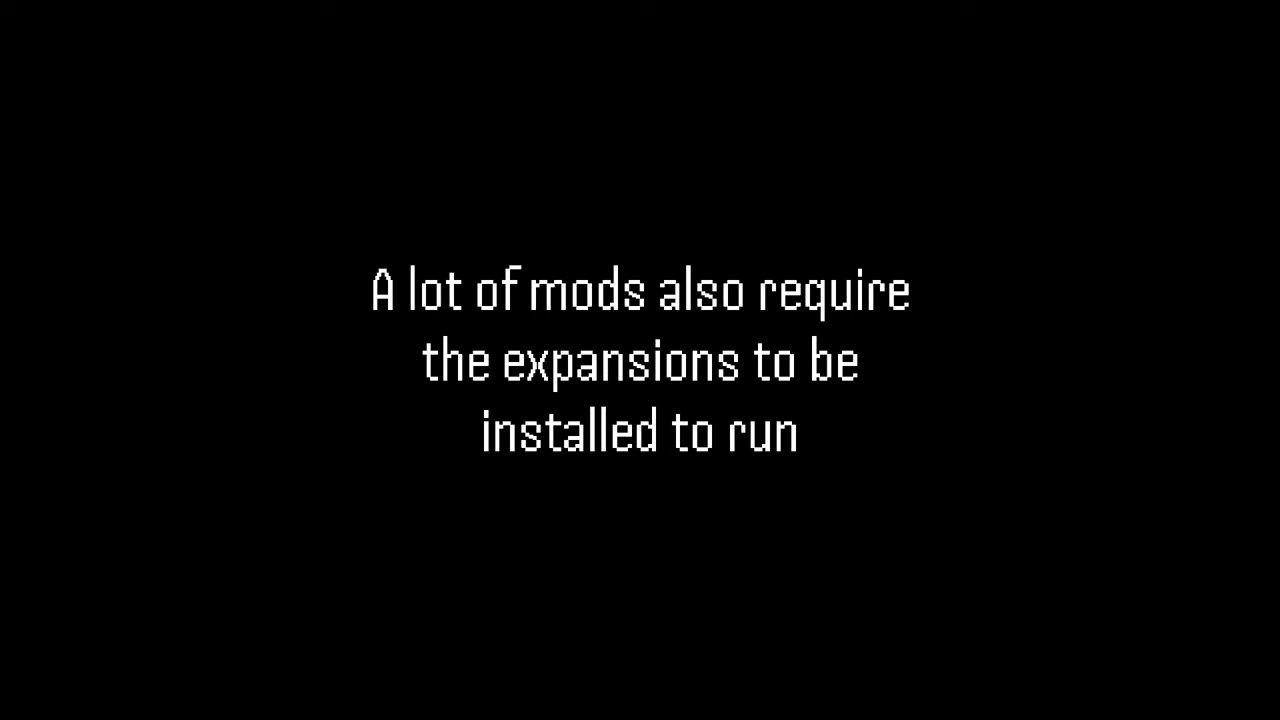 A lot of mods also require
the expansions to be
installed to run